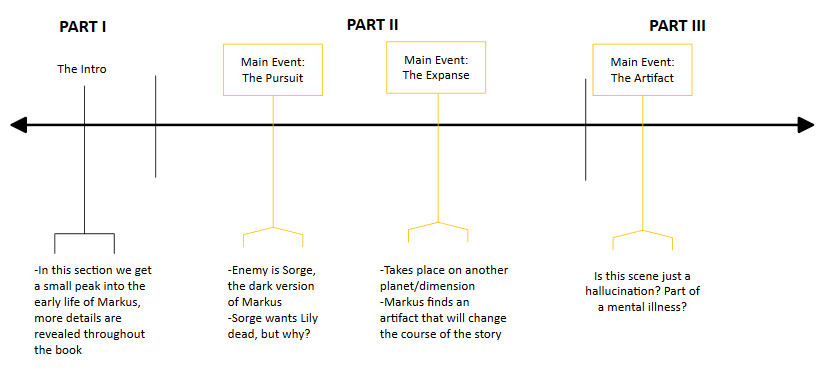 PART I
PART II
PART III
The Intro
Main Event:
The Pursuit
Main Event:
The Expanse
Main Event:
The Artifact
-In this section we get
a small peak into the
early life of Markus,
more details are
revealed throughout
the book
-Enemy is Sorge,
the dark version
of Markus
-Sorge wants Lily
dead, but why?
-Takes place on another
planet/dimension
-Markus finds an
artifact that will change
the course of the story
Is this scene just a
hallucination? Part of
a mental illness?